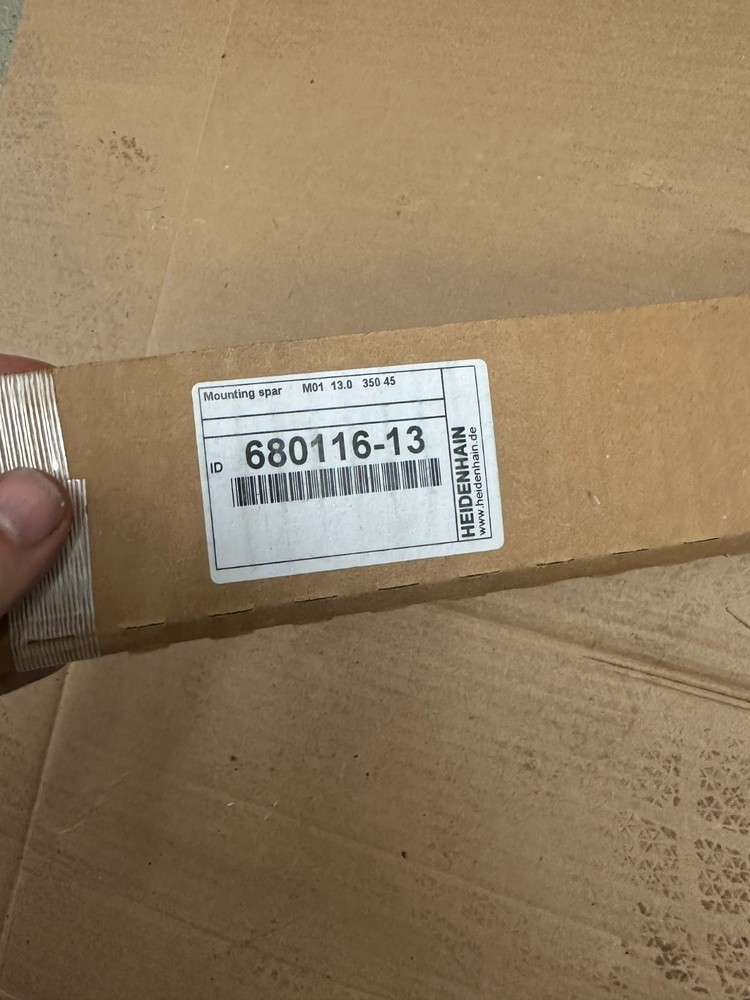 Mounting spar M01 13.0 350 45
ID 680116-13
HEIDENHAIN
www.heidenhain.de